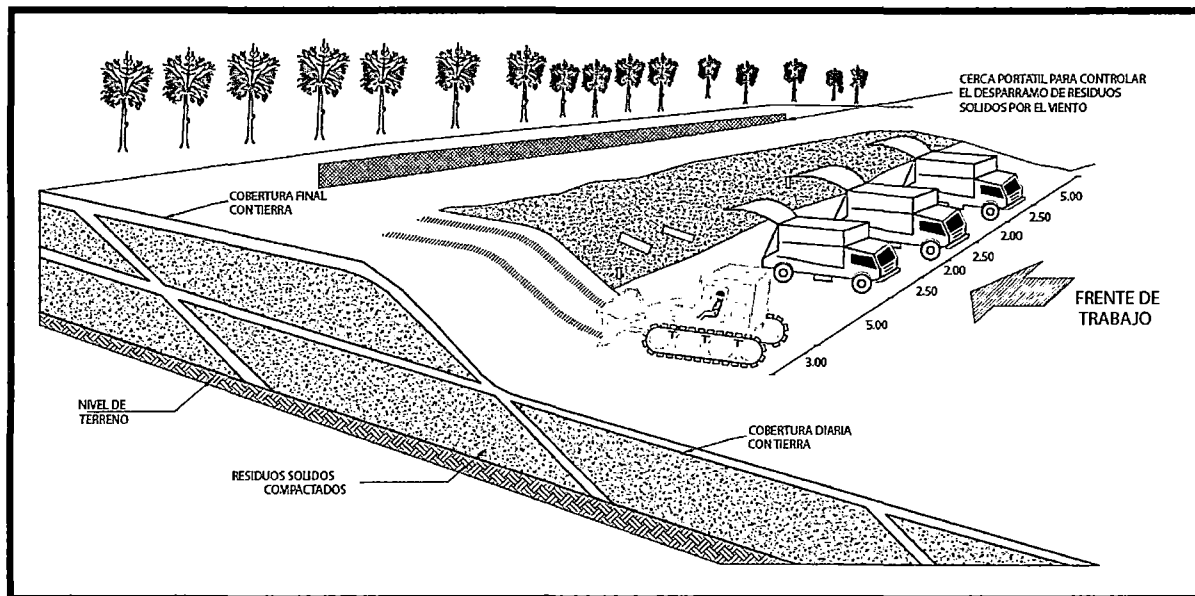 CERCA PORTATIL PARA CONTROLAR
EL DESPARRAMO DE RESIDUOS
SOLIDOS POR EL VIENTO
COBERTURA FINAL
CON TIERRA
5.00
2.50
2.00
2.50
2.00
2.50
5.00
3.00
FRENTE DE
TRABAJO
NIVEL DE
TERRENO
COBERTURA DIARIA
CON TIERRA
RESIDUOS SOLIDOS
COMPACTADOS